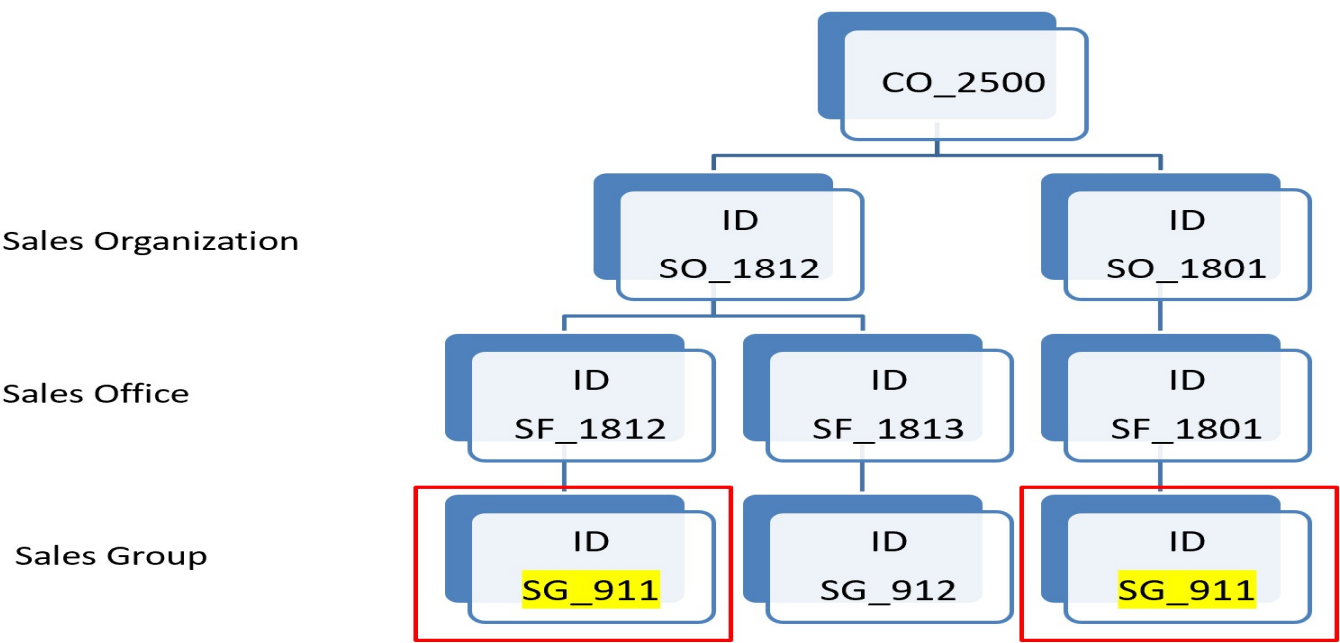 CO_2500
Sales Organization
ID
SO_1812
ID
SO_1801
Sales Office
ID
SF_1812
ID
SF_1813
ID
SF_1801
Sales Group
ID
SG_911
ID
SG_912
ID
SG_911